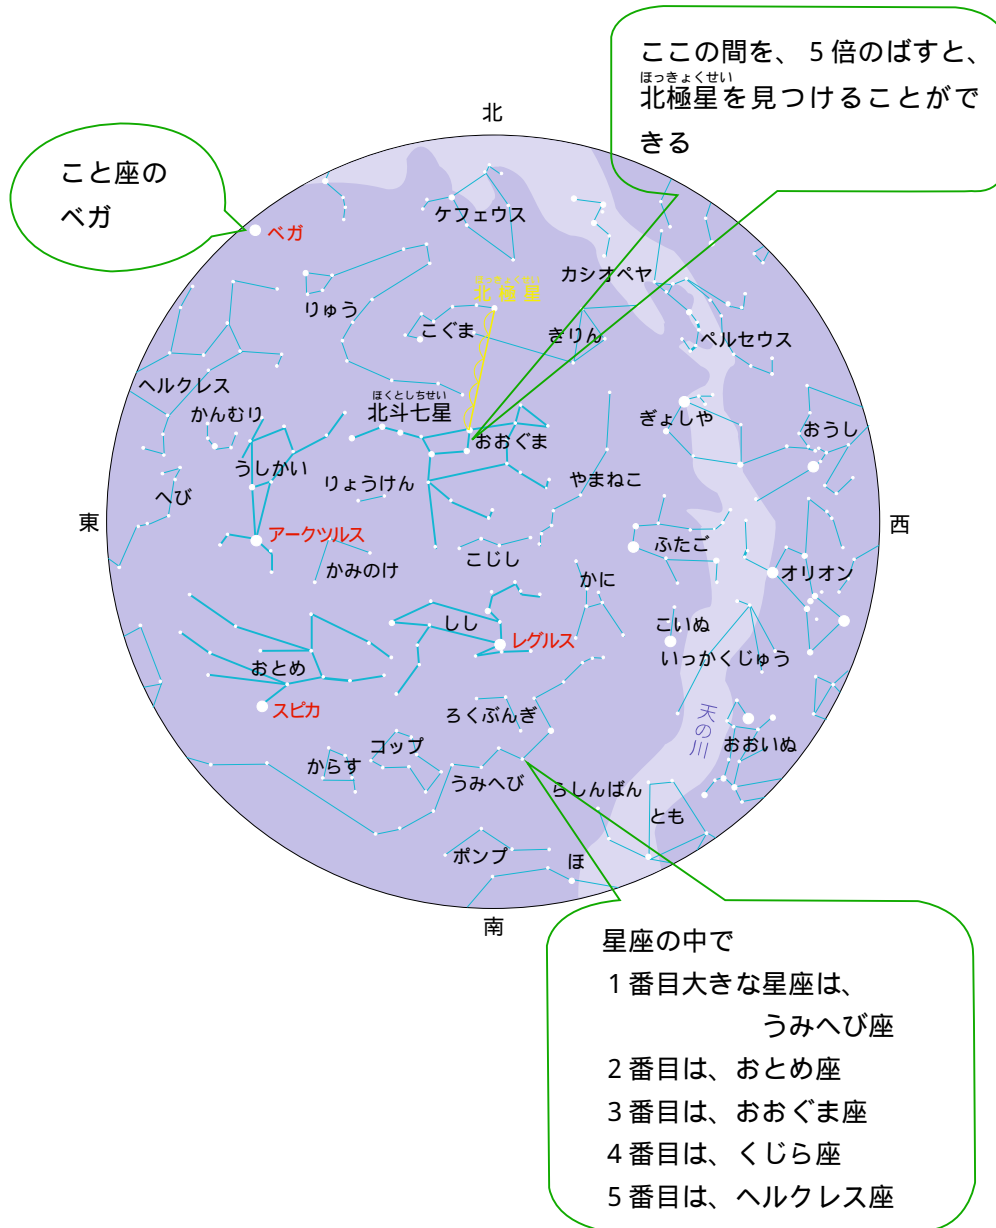 ここの間を、5倍のばすと、
ほっきょくせい
北極星を見つけることがで
きる
北
こと座の
ベガ
ベガ
ケフェウス
カシオペヤ
ほっきょくせい
北極星
りゅう
こぐま
きりん
ペルセウス
ヘルクレス
かんむり
ほくとしちせい
北斗七星
おおぐま
ぎょしゃ
おうし
うしかい
りょうけん
やまねこ
へび
東
西
アークツルス
かみのけ
こじし
ふたご
かに
オリオン
しし
レグルス
こいぬ
いっかくじゅう
おとめ
スピカ
ろくぶんぎ
天の川
コップ
からす
うみへび
らしんばん
おおいぬ
とも
ポンプ
ほ
南
星座の中で
1番目大きな星座は、
うみへび座
2番目は、おとめ座
3番目は、おおぐま座
4番目は、くじら座
5番目は、ヘルクレス座